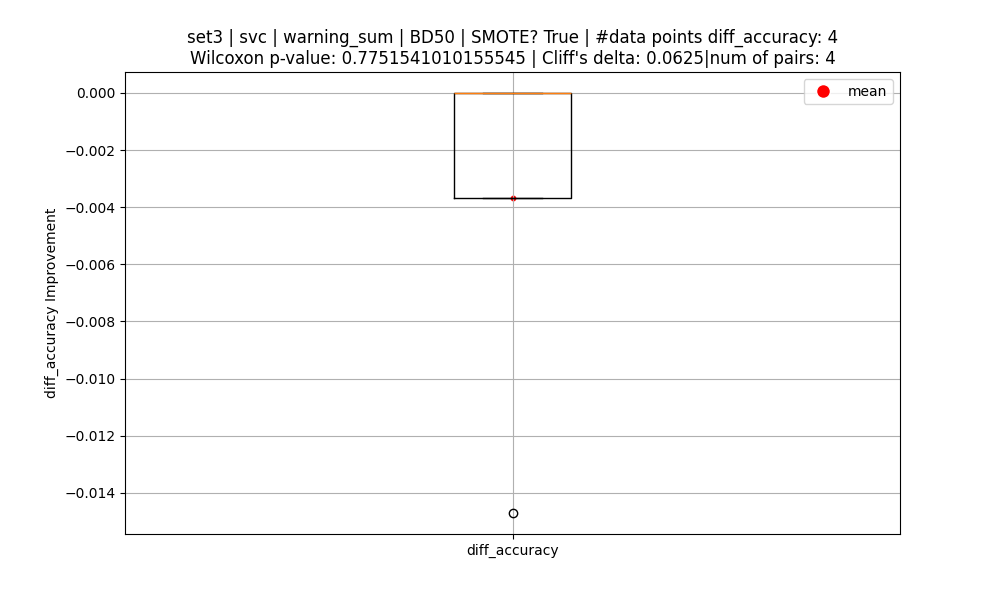 set3 | svc | warning_sum | BD50 | SMOTE? True | #data points diff_accuracy: 4
Wilcoxon p-value: 0.7751541010155545 | Cliff's delta: 0.0625|num of pairs: 4
mean
0.000
−0.002
−0.004
−0.006
−0.008
−0.010
−0.012
−0.014
diff_accuracy Improvement
diff_accuracy